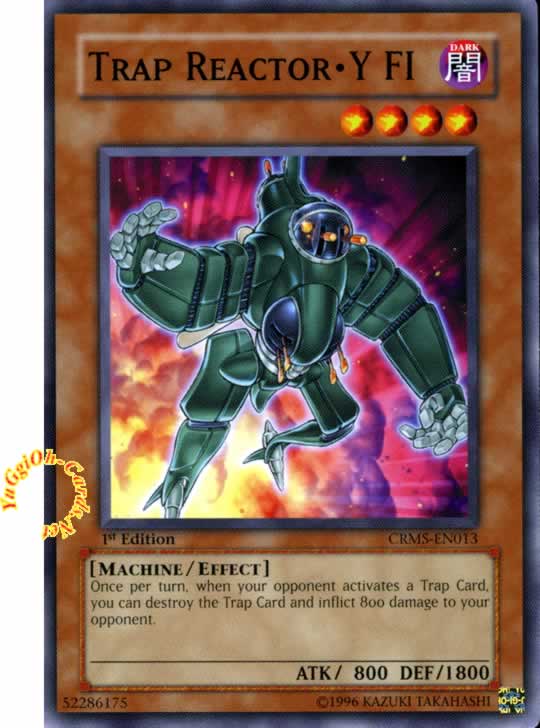 TRAP REACTOR・Y FI
DARK
闇
1st Edition
CRMS-EN013
[MACHINE/EFFECT]
Once per turn, when your opponent activates a Trap Card,
you can destroy the Trap Card and inflict 800 damage to your
opponent.
ATK/ 800 DEF/1800
52286175
©1996 KAZUKI TAKAHASHI
YuGgiOh-Cards.Net